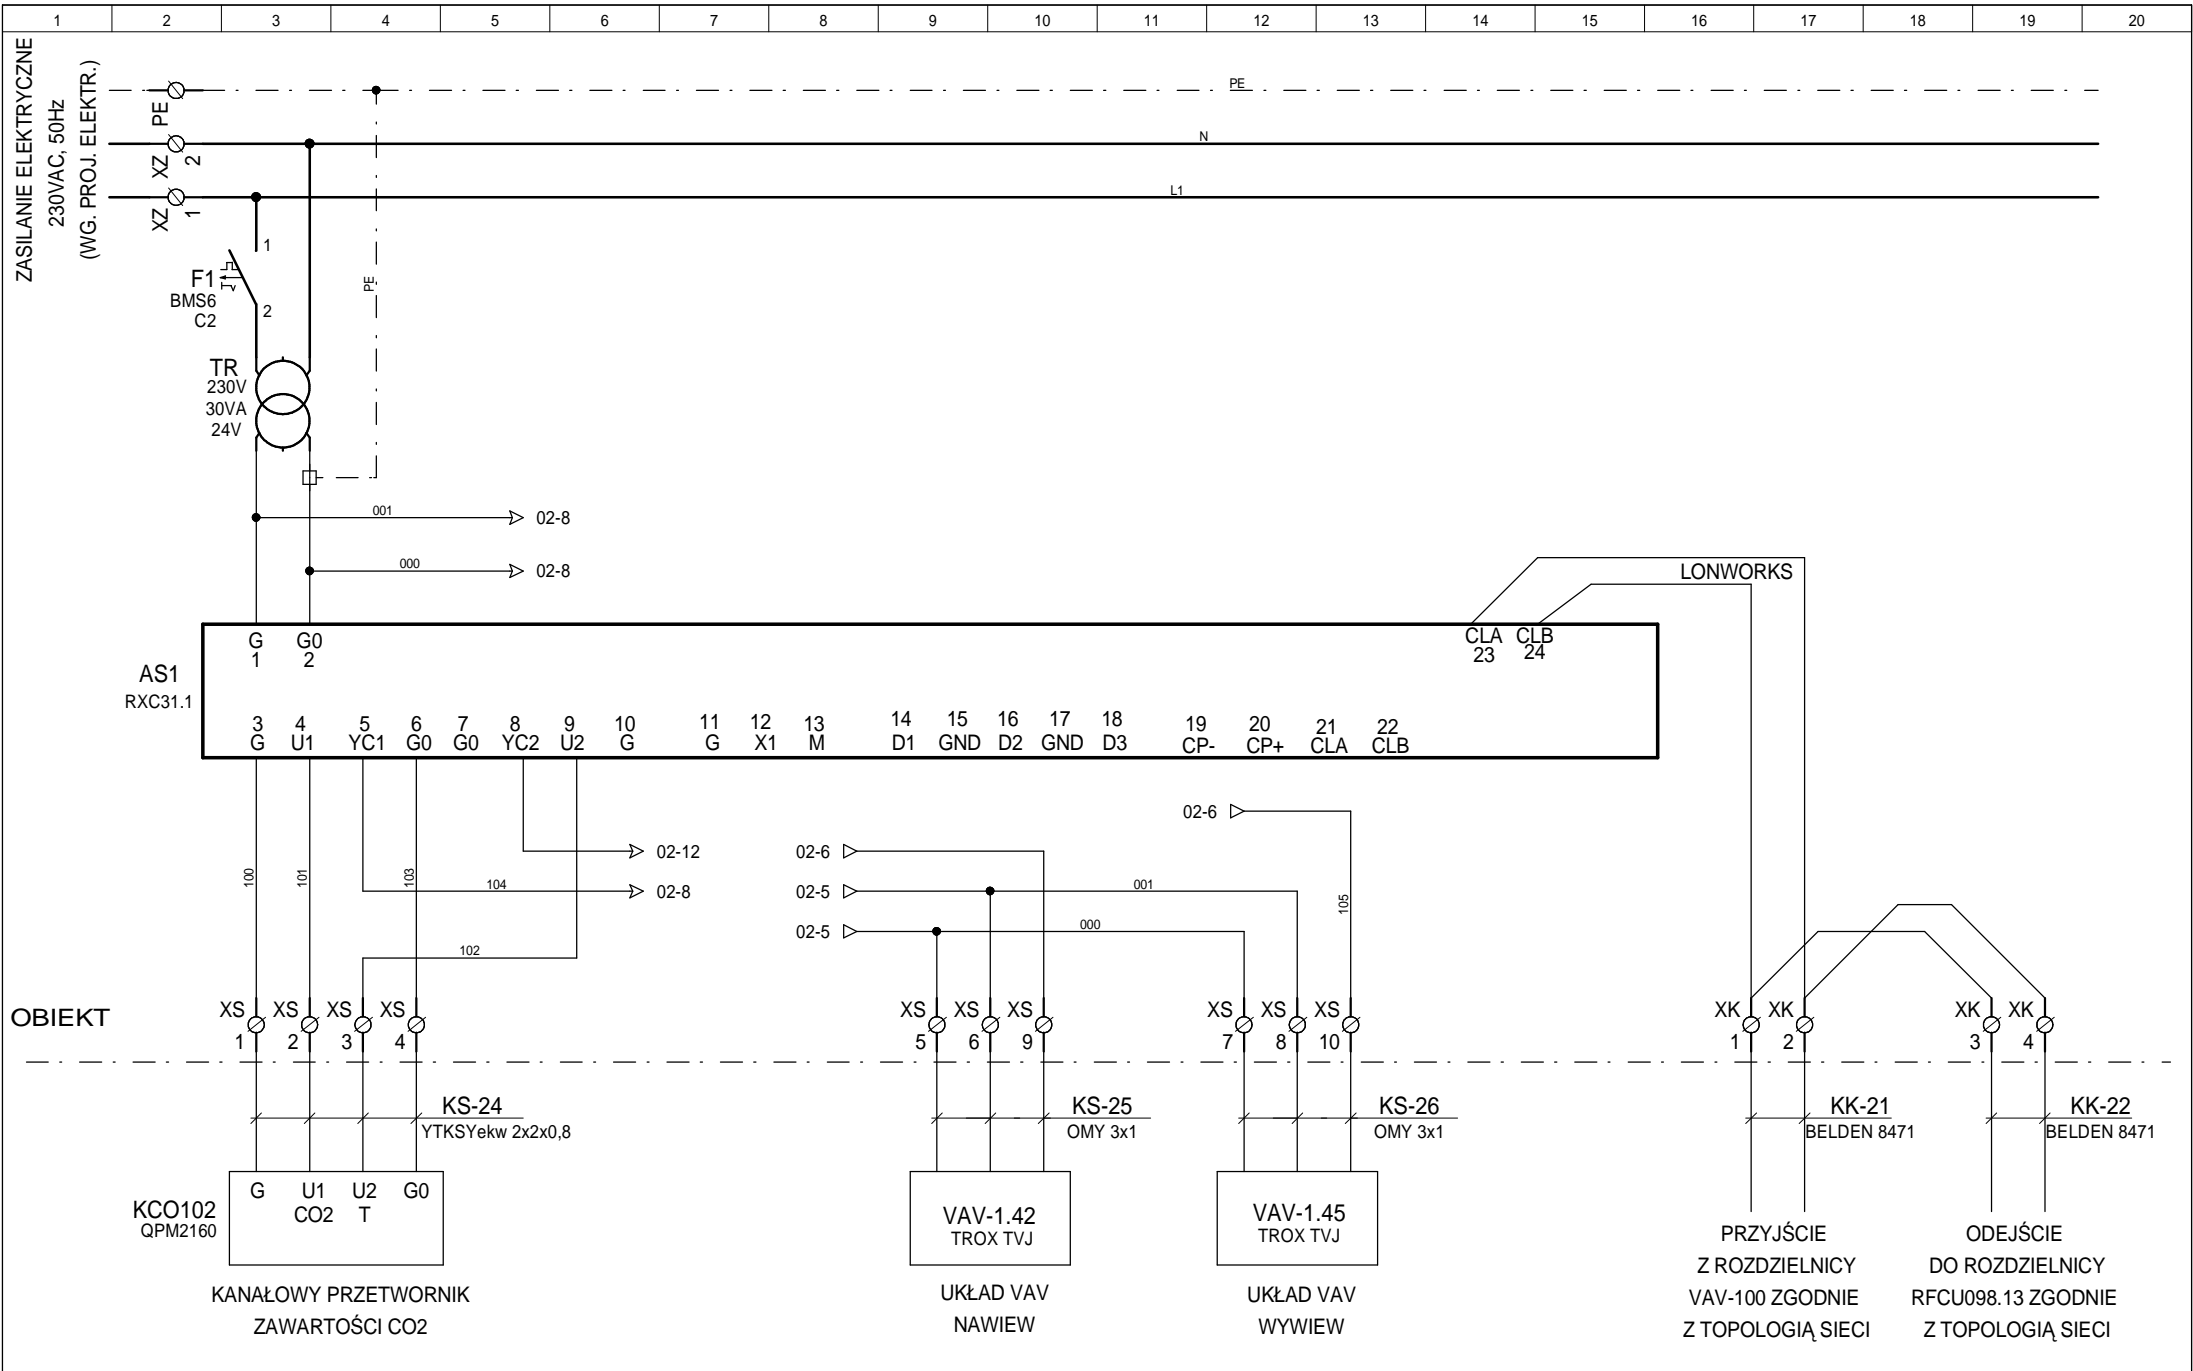 1 2 3 4 5 6 7 8 9 10 11 12 13 14 15 16 17 18 19 20
ZASILANIE ELEKTRYCZNE
230VAC, 50Hz
(WG. PROJ. ELEKTR.)
PE
PE
XZ 2
N
XZ 1
L1
1
F1
BMS6
C2
2
PE
TR
230V
30VA
24V
001 02-8
000 02-8
LONWORKS
G G0 CLA CLB
1 2 23 24
AS1
RXC31.1
3 4 5 6 7 8 9 10 11 12 13 14 15 16 17 18 19 20 21 22
G U1 YC1 G0 G0 YC2 U2 G G X1 M D1 GND D2 GND D3 CP- CP+ CLA CLB
02-6
02-12 02-6
100 101 103
104 02-8 02-5 001
105
02-5 000
102
OBIEKT
XS XS XS XS XS XS XS XS XS XS XK XK XK XK
1 2 3 4 5 6 9 7 8 10 1 2 3 4
KS-24 KS-25 KS-26 KK-21 KK-22
YTKSYekw 2x2x0,8 OMY 3x1 OMY 3x1 BELDEN 8471 BELDEN 8471
KCO102
QPM2160
G U1 U2 G0
CO2 T
VAV-1.42
TROX TVJ
VAV-1.45
TROX TVJ
KANAŁOWY PRZETWORNIK
ZAWARTOŚCI CO2
UKŁAD VAV
NAWIEW
UKŁAD VAV
WYWIEW
PRZYJŚCIE
Z ROZDZIELNICY
VAV-100 ZGODNIE
Z TOPOLOGIĄ SIECI
ODEJŚCIE
DO ROZDZIELNICY
RFCU098.13 ZGODNIE
Z TOPOLOGIĄ SIECI